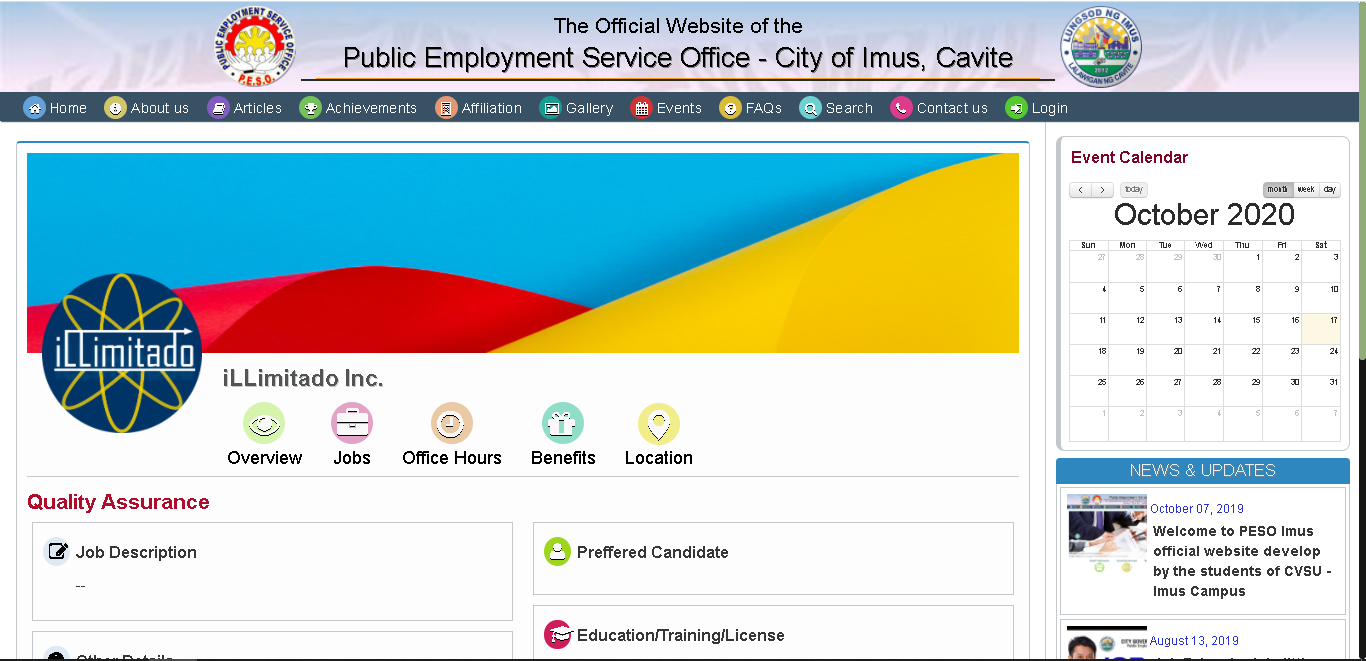 PUBLIC EMPLOYMENT SERVICE OFFICE
P.E.S.O.
The Official Website of the
Public Employment Service Office - City of Imus, Cavite
LUNGSOD NG IMUS
2012
LALAWIGAN NG CAVITE
Home About us Articles Achievements Affiliation Gallery Events FAQs Search Contact us Login
iLLimitado
iLLimitado Inc.
Overview Jobs Office Hours Benefits Location
Quality Assurance
Job Description
--
Other Details
Preffered Candidate
Education/Training/License
Event Calendar
< > today month week day
October 2020
Sun Mon Tue Wed Thu Fri Sat
27 28 29 30 1 2 3
4 5 6 7 8 9 10
11 12 13 14 15 16 17
18 19 20 21 22 23 24
25 26 27 28 29 30 31
1 2 3 4 5 6 7
NEWS & UPDATES
October 07, 2019
Welcome to PESO Imus
official website develop
by the students of CVSU -
Imus Campus
August 13, 2019